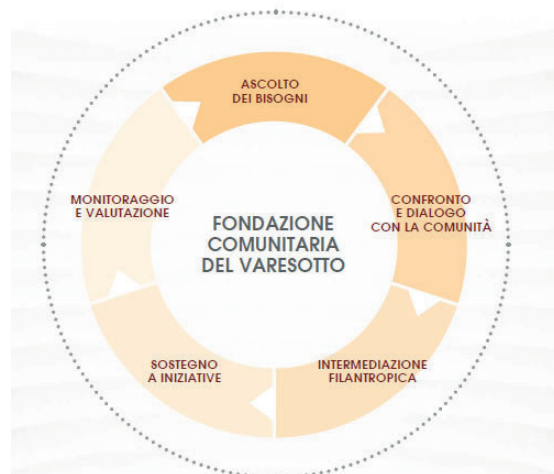 ASCOLTO
DEI BISOGNI
CONFRONTO
E DIALOGO
CON LA COMUNITÀ
INTERMEDIAZIONE
FILANTROPICA
SOSTEGNO
A INIZIATIVE
MONITORAGGIO
E VALUTAZIONE
FONDAZIONE
COMUNITARIA
DEL VARESOTTO